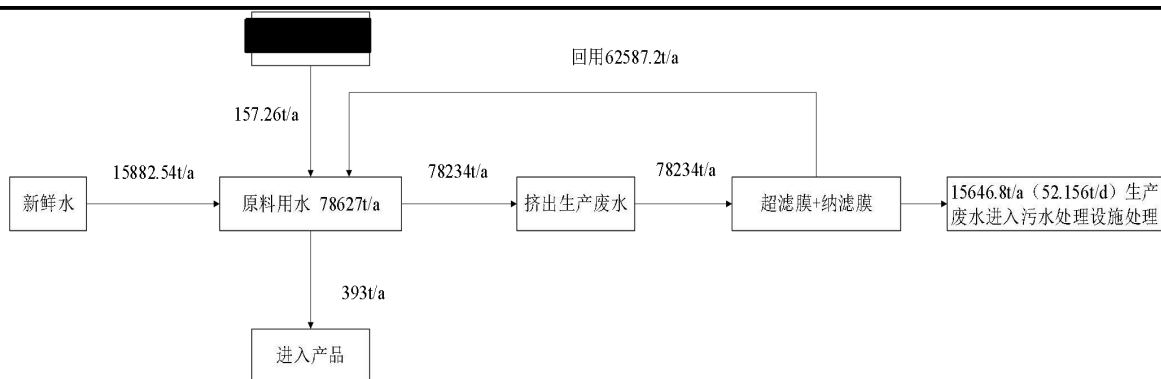 回用62587.2t/a
157.26t/a
15882.54t/a
78234t/a
78234t/a
新鲜水
原料用水 78627t/a
挤出生产废水
超滤膜+纳滤膜
15646.8t/a（52.156t/d）生产
废水进入污水处理设施处理
393t/a
进入产品